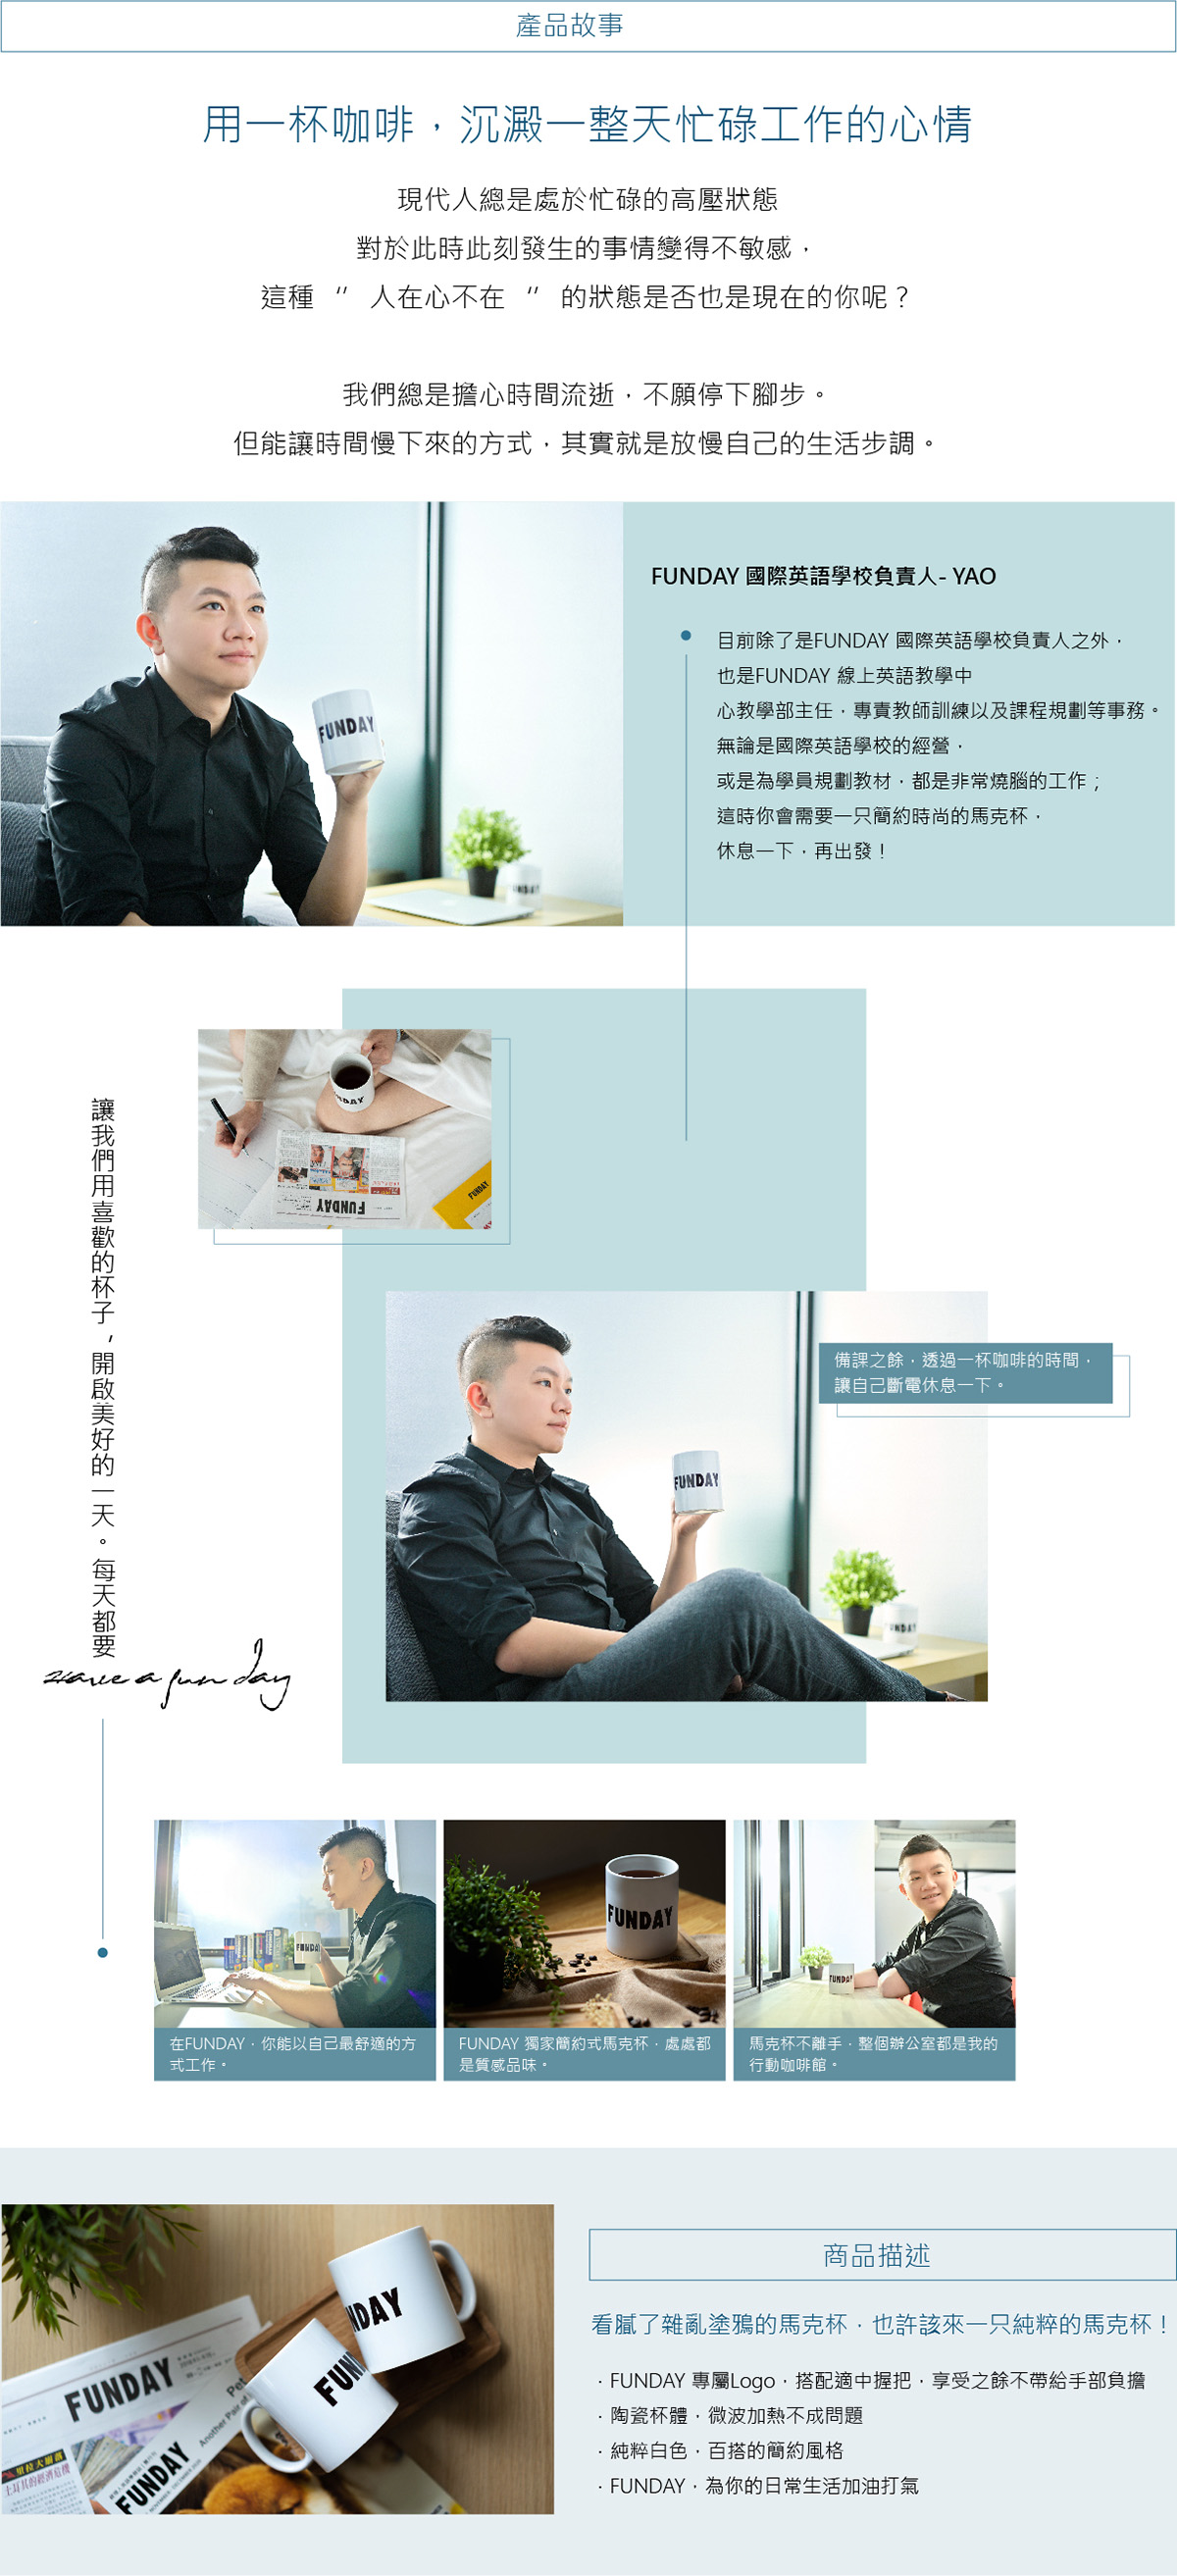 產品故事
用一杯咖啡，沉澱一整天忙碌工作的心情
現代人總是處於忙碌的高壓狀態
對於此時此刻發生的事情變得不敏感，
這種 “ 人在心不在 “ 的狀態是否也是現在的你呢？
我們總是擔心時間流逝，不願停下腳步。
但能讓時間慢下來的方式，其實就是放慢自己的生活步調。
FUNDAY
FUNDAY 國際英語學校負責人- YAO
目前除了是FUNDAY 國際英語學校負責人之外，
也是FUNDAY 線上英語教學中
心教學部主任，專責教師訓練以及課程規劃等事務。
無論是國際英語學校的經營，
或是為學員規劃教材，都是非常燒腦的工作；
這時你會需要一只簡約時尚的馬克杯，
休息一下，再出發！
FUNDAY
FUNDAY
讓我們用喜歡的杯子，開啟美好的一天。每天都要
Have a fun day
備課之餘，透過一杯咖啡的時間，
讓自己斷電休息一下。
FUNDAY
FUNDAY
FUNDAY
FUNDAY
在FUNDAY，你能以自己最舒適的方
式工作。
FUNDAY 獨家簡約式馬克杯，處處都
是質感品味。
馬克杯不離手，整個辦公室都是我的
行動咖啡館。
NDAY
FUN
FUNDAY
Another Pair of
FUNDAY
土耳其的經濟危機
商品描述
看膩了雜亂塗鴉的馬克杯，也許該來一只純粹的馬克杯！
．FUNDAY 專屬Logo，搭配適中握把，享受之餘不帶給手部負擔
．陶瓷杯體，微波加熱不成問題
．純粹白色，百搭的簡約風格
．FUNDAY，為你的日常生活加油打氣